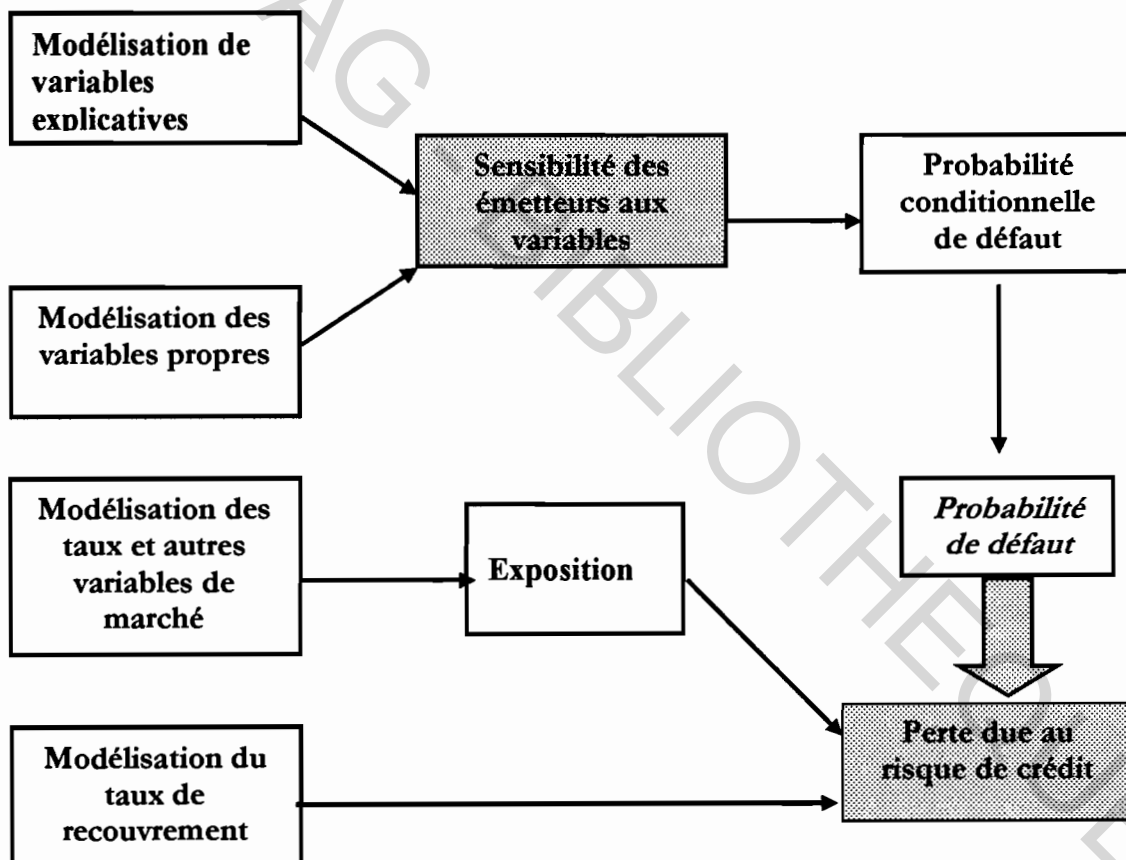 Modélisation de
variables
explicatives
Sensibilité des
émetteurs aux
variables
Probabilité
conditionnelle
de défaut
Modélisation des
variables propres
Modélisation des
taux et autres
variables de
marché
Exposition
Probabilité
de défaut
Modélisation du
taux de
recouvrement
Perte due au
risque de crédit
AG - BIBLIOTHEQUE